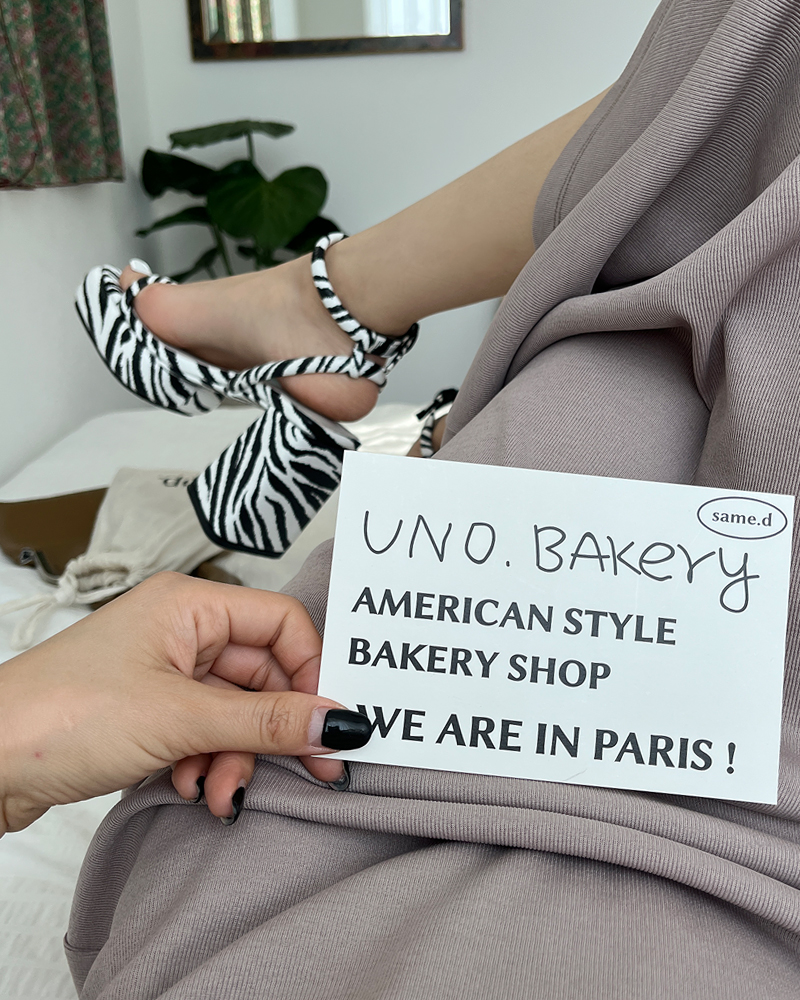 same.d
UNO. BAKery
AMERICAN STYLE
BAKERY SHOP
WE ARE IN PARIS !